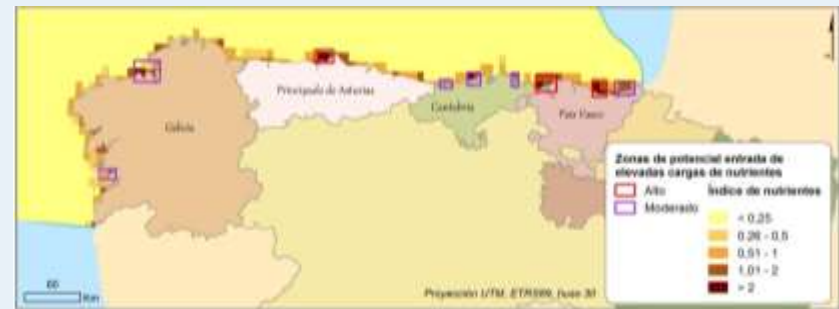 Galicia
Principado de Asturias
Cantabria
País Vasco
Zonas de potencial entrada de
elevadas cargas de nutrientes
Alto
Moderado
Índice de nutrientes
< 0,25
0,26 - 0,5
0,51 - 1
1,01 - 2
> 2
Km
Proyección UTM, ETRS89, huso 30